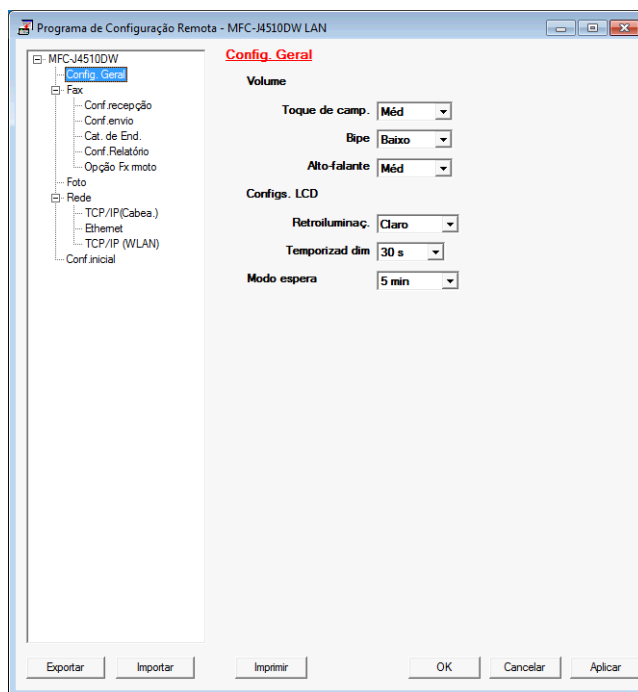 Programa de Configuração Remota - MFC-J4510DW LAN
MFC-J4510DW
Config. Geral
Fax
Conf.recepção
Conf.envio
Cat. de End.
Conf.Relatório
Opção Fx rmoto
Foto
Rede
TCP/IP(Cabea.)
Ethernet
TCP/IP (WLAN)
Conf.inicial
Config. Geral
Volume
Toque de camp. Méd
Bipe Baixo
Alto-falante Méd
Configs. LCD
Retroiluminaç. Claro
Temporizad dim 30 s
Modo espera 5 min
Exportar Importar Imprimir OK Cancelar Aplicar